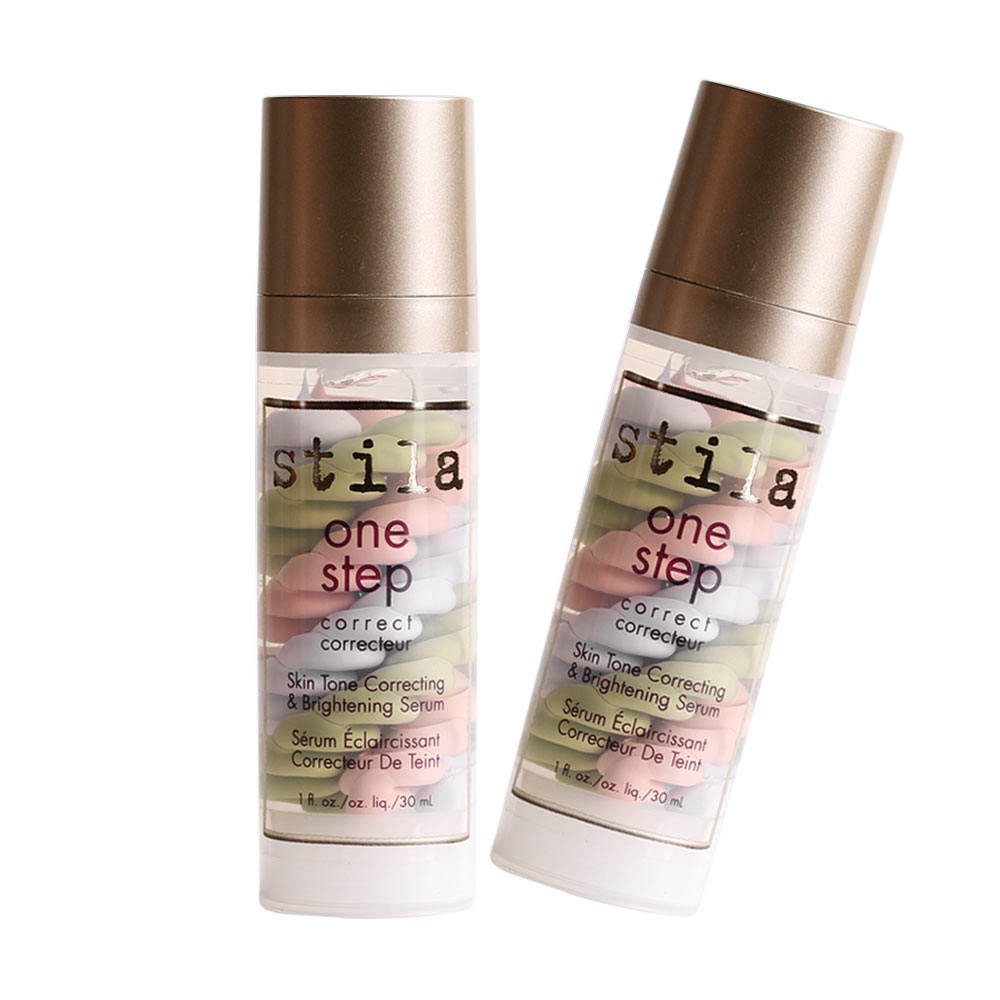 stila
one
step
correct
correcteur
Skin Tone Correcting
& Brightening Serum
Sérum Éclaircissant
Correcteur De Teint
1 fl. oz./oz. liq./30 mL
stila
one
step
correct
correcteur
Skin Tone Correcting
& Brightening Serum
Sérum Éclaircissant
Correcteur De Teint
1 fl. oz./oz. liq./30 mL